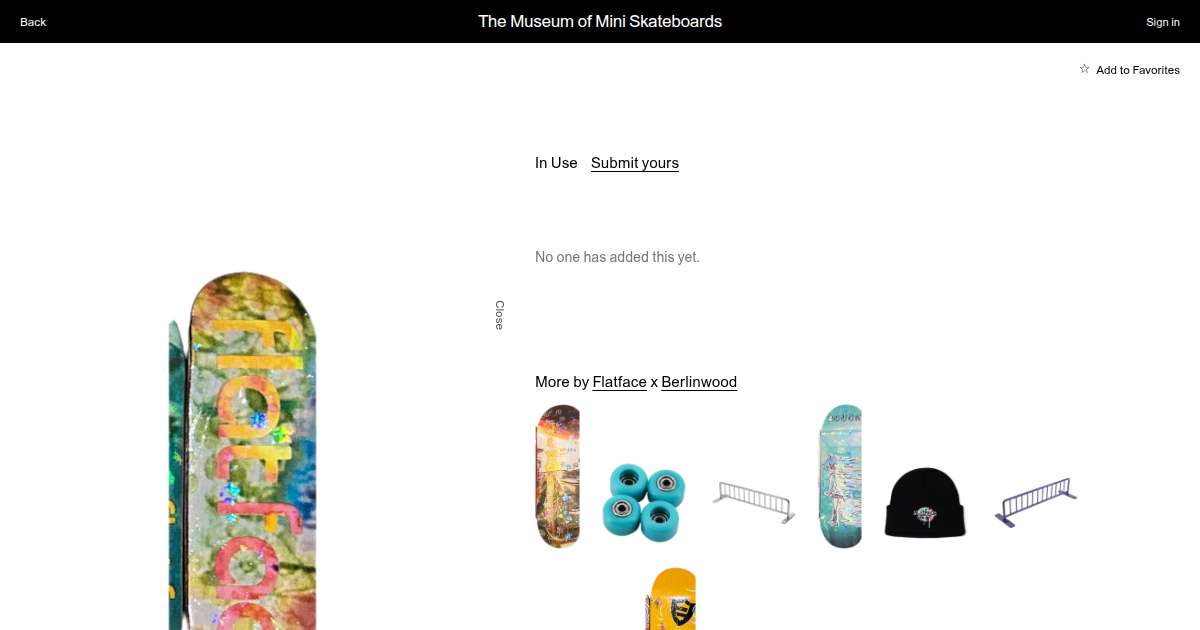 Back
The Museum of Mini Skateboards
Sign in
☆ Add to Favorites
In Use Submit yours
No one has added this yet.
Close
More by Flatface x Berlinwood
flatfac